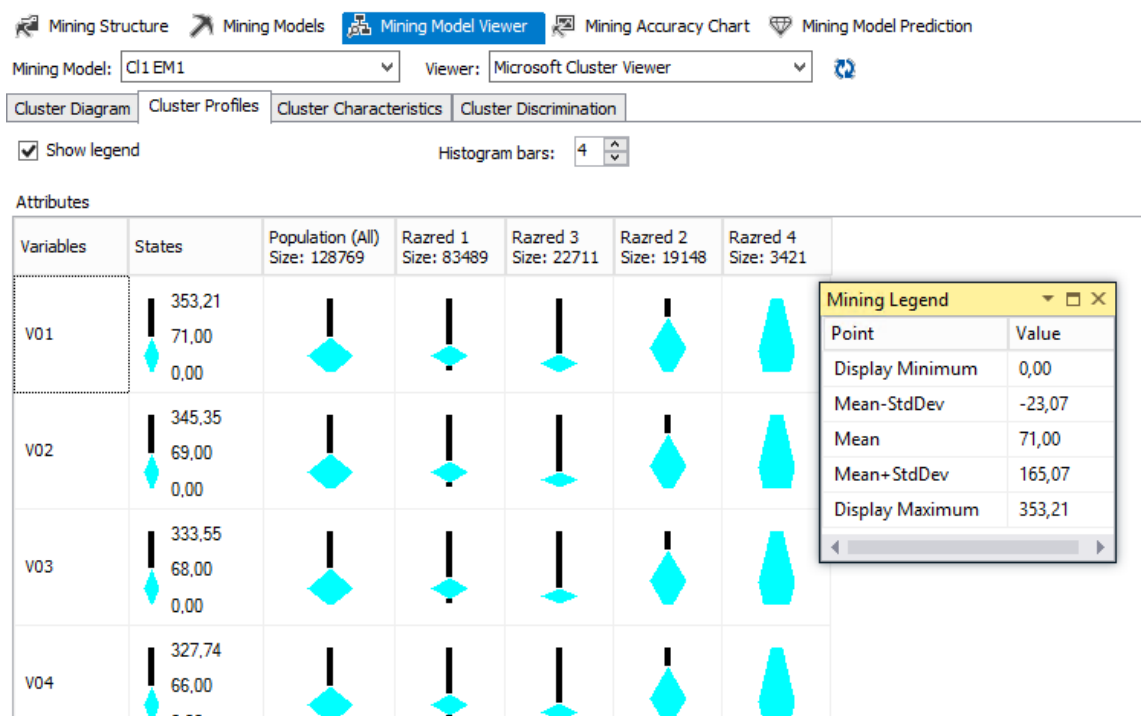 Mining Structure Mining Models Mining Model Viewer Mining Accuracy Chart Mining Model Prediction
Mining Model: Cl1 EM1 Viewer: Microsoft Cluster Viewer
Cluster Diagram Cluster Profiles Cluster Characteristics Cluster Discrimination
Show legend Histogram bars: 4
Attributes
Variables States Population (All) Razred 1 Razred 3 Razred 2 Razred 4
Size: 128769 Size: 83489 Size: 22711 Size: 19148 Size: 3421
V01
353,21
71,00
0,00
V02
345,35
69,00
0,00
V03
333,55
68,00
0,00
V04
327,74
66,00
Mining Legend
Point Value
Display Minimum 0,00
Mean-StdDev -23,07
Mean 71,00
Mean+StdDev 165,07
Display Maximum 353,21